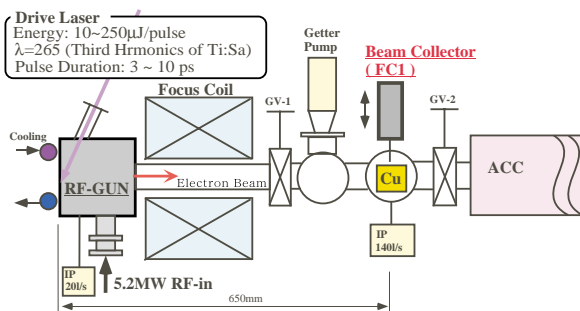 Drive Laser
Energy: 10~250μJ/pulse
λ=265 (Third Hrmonics of Ti:Sa)
Pulse Duration: 3 ~ 10 ps
Getter
Pump
Beam Collector
( FC1 )
Focus Coil
GV-1
GV-2
Cooling
RF-GUN
Electron Beam
Cu
ACC
IP
20l/s
5.2MW RF-in
IP
140l/s
650mm